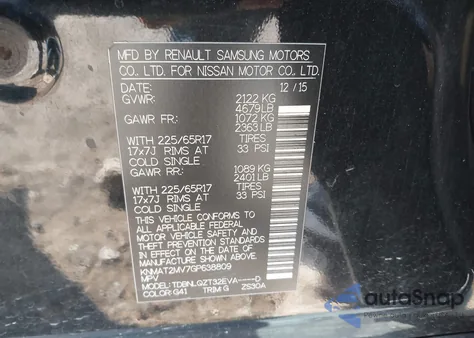 MFD BY RENAULT SAMSUNG MOTORS
CO., LTD. FOR NISSAN MOTOR CO., LTD.
DATE: 12/15
GVWR: 2122 KG
4679LB
GAWR FR: 1072 KG
2363LB
WITH 225/65R17 TIRES
17x7J RIMS AT 33 PSI
COLD SINGLE
GAWR RR: 1089 KG
2401LB
WITH 225/65R17 TIRES
17x7J RIMS AT 33 PSI
COLD SINGLE
THIS VEHICLE CONFORMS TO
ALL APPLICABLE FEDERAL
MOTOR VEHICLE SAFETY AND
THEFT PREVENTION STANDARDS
IN EFFECT ON THE DATE OF
MANUFACTURE SHOWN ABOVE.
KNMAT2MV7GP638809
MPV
MODEL: TDBNLQZT32EVA----D
COLOR: G41 TRIM: G ZS30A
AutoSnap